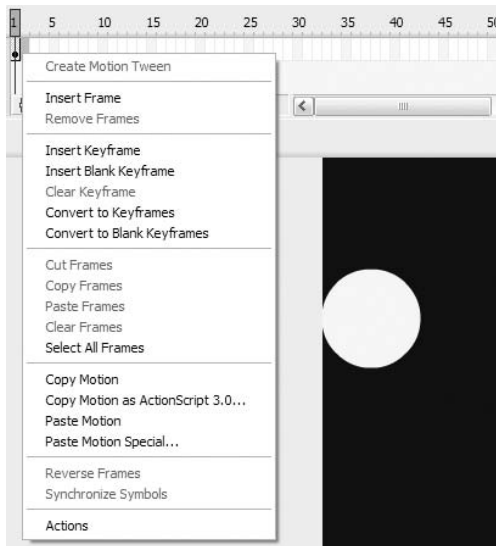 1 5 10 15 20 25 30 35 40 45
Create Motion Tween
Insert Frame
Remove Frames
Insert Keyframe
Insert Blank Keyframe
Clear Keyframe
Convert to Keyframes
Convert to Blank Keyframes
Cut Frames
Copy Frames
Paste Frames
Clear Frames
Select All Frames
Copy Motion
Copy Motion as ActionScript 3.0...
Paste Motion
Paste Motion Special...
Reverse Frames
Synchronize Symbols
Actions